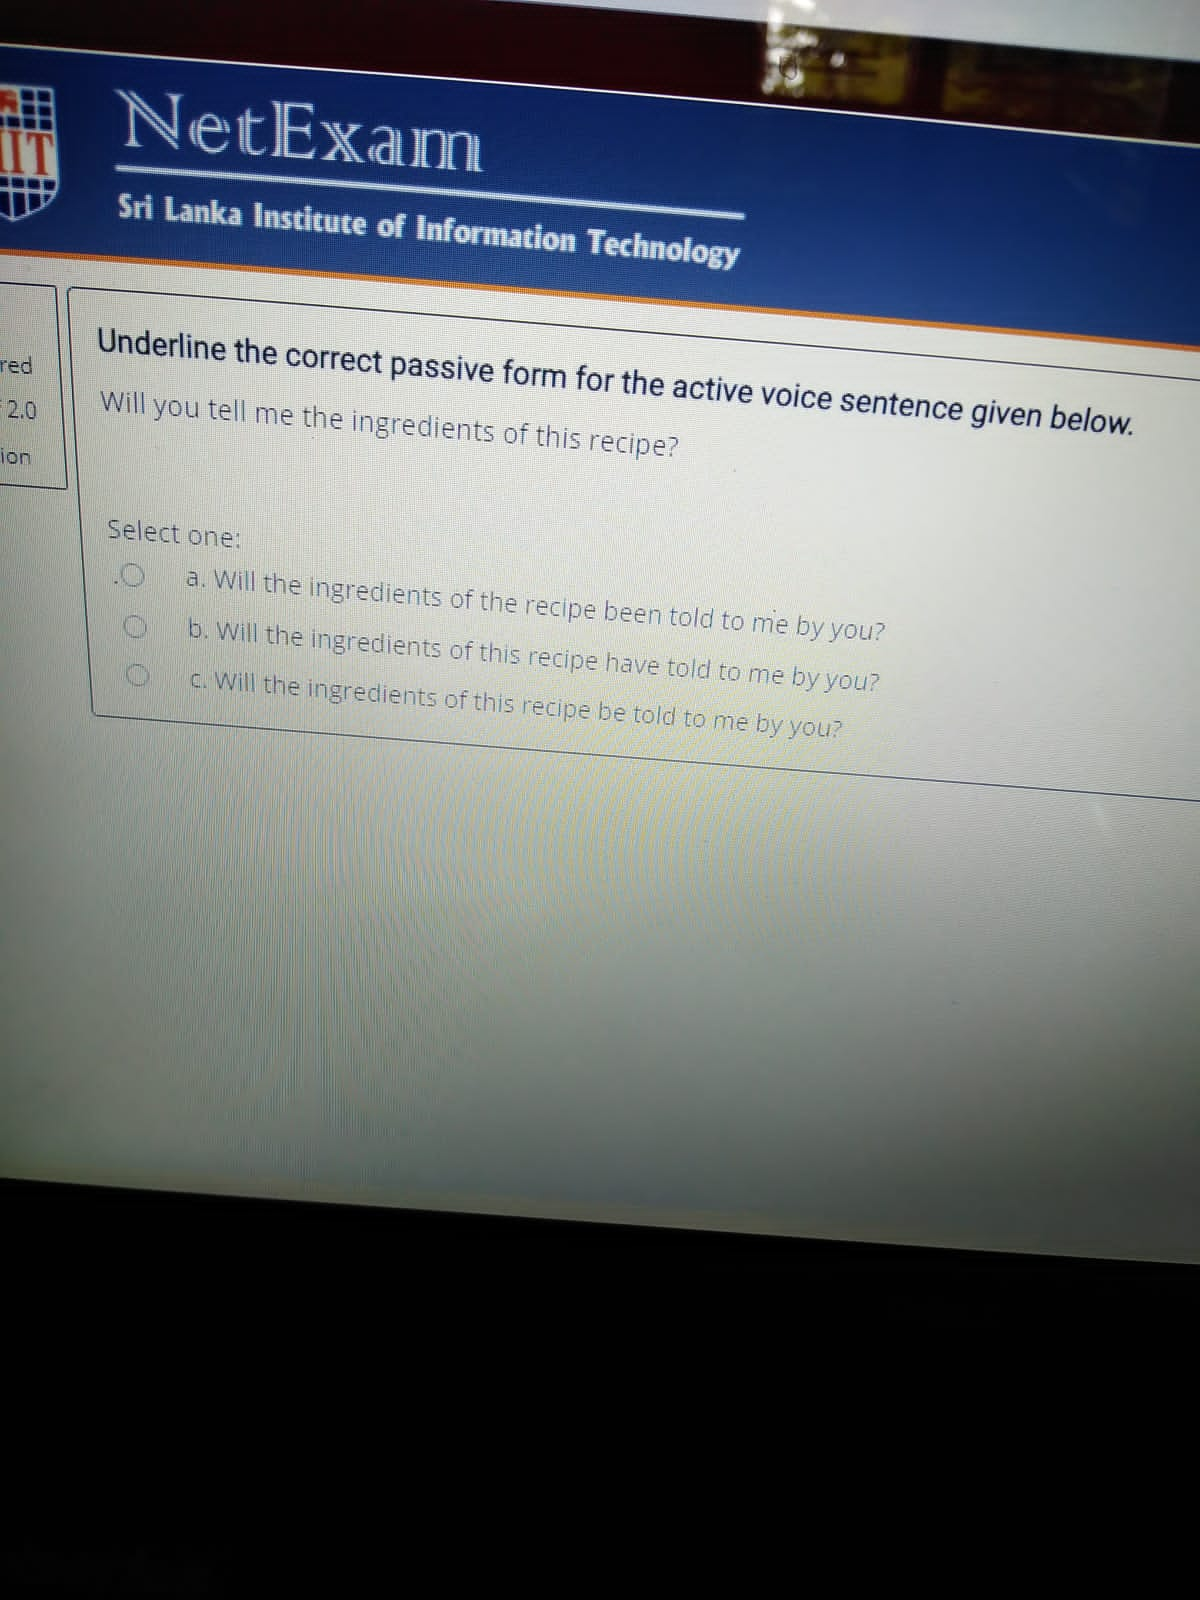 IIT
NetExam
Sri Lanka Institute of Information Technology
red
2.0
ion
Underline the correct passive form for the active voice sentence given below.
Will you tell me the ingredients of this recipe?
Select one:
a. Will the ingredients of the recipe been told to me by you?
b. Will the ingredients of this recipe have told to me by you?
c. Will the ingredients of this recipe be told to me by you?